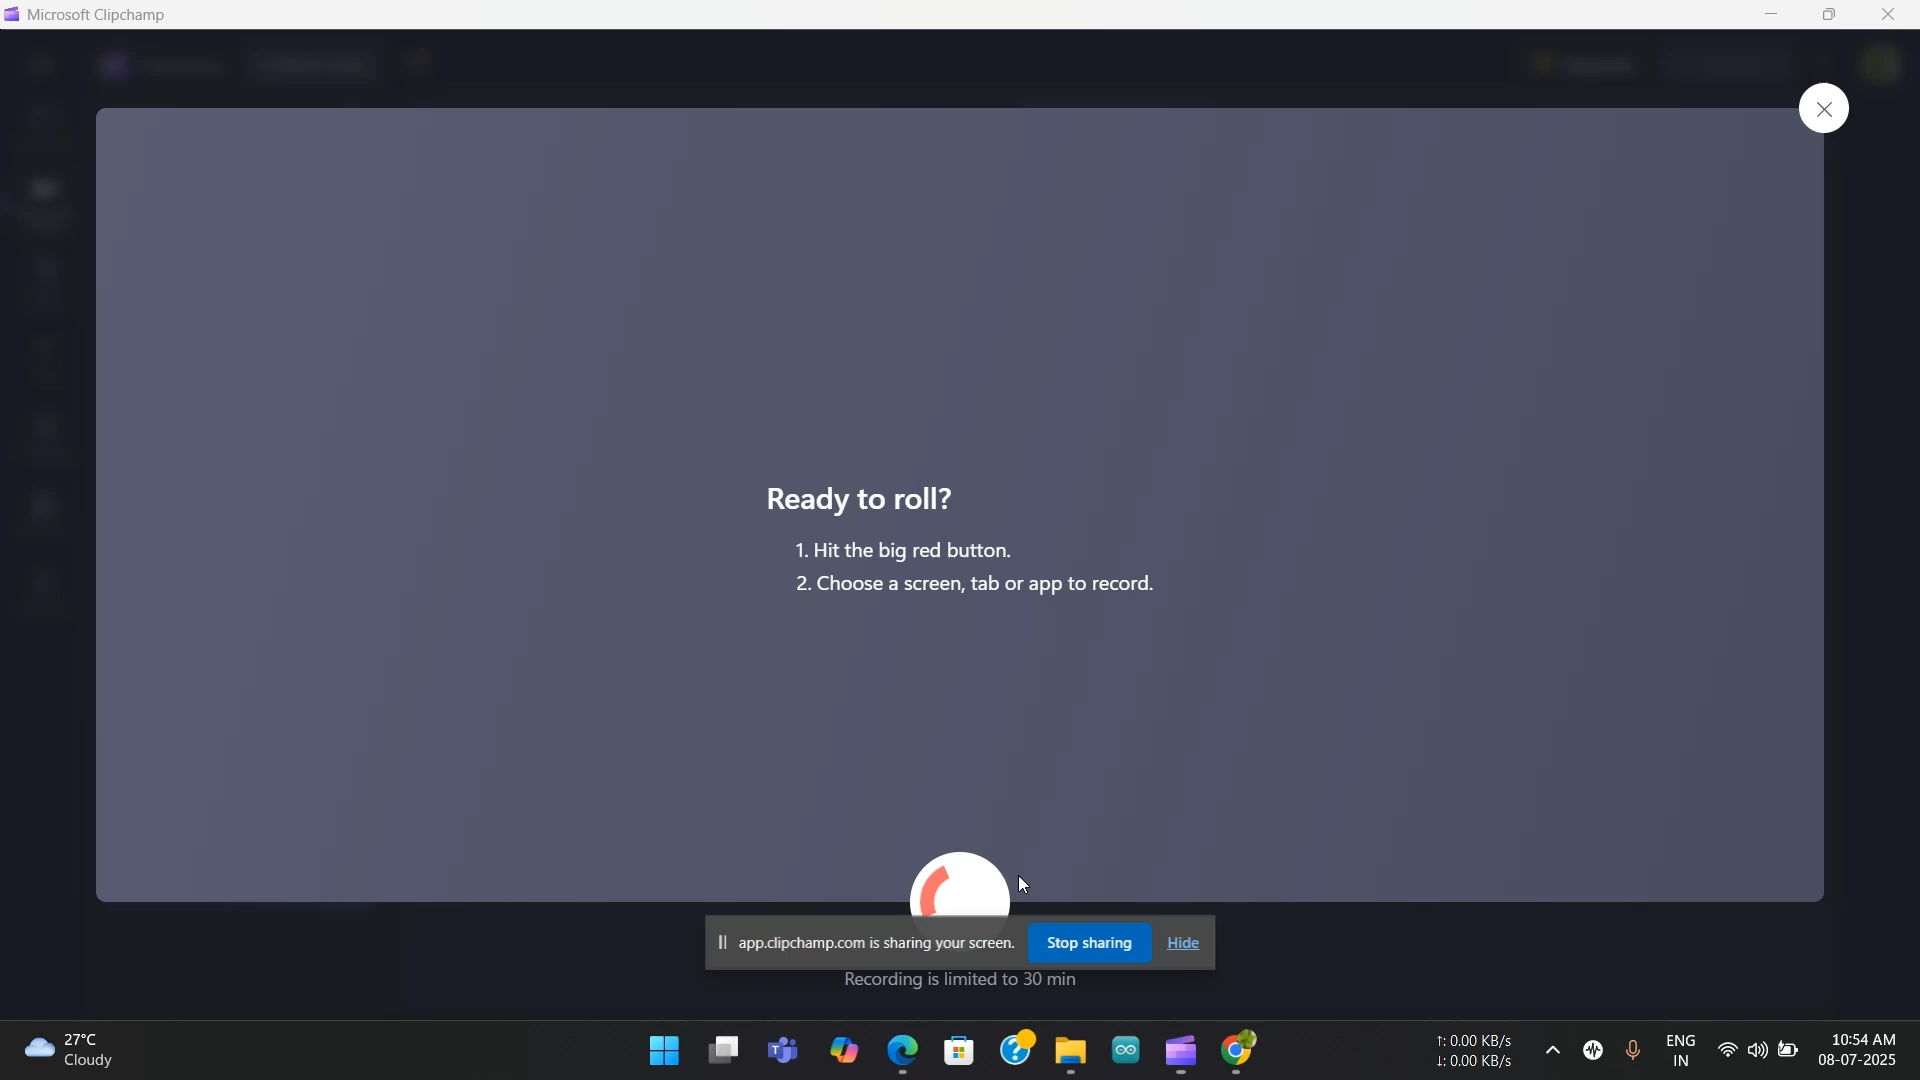 Microsoft Clipchamp
Ready to roll?
1. Hit the big red button.
2. Choose a screen, tab or app to record.
app.clipchamp.com is sharing your screen. Stop sharing Hide
Recording is limited to 30 min
27°C
Cloudy
↑: 0.00 KB/s
↓: 0.00 KB/s
ENG
IN
10:54 AM
08-07-2025